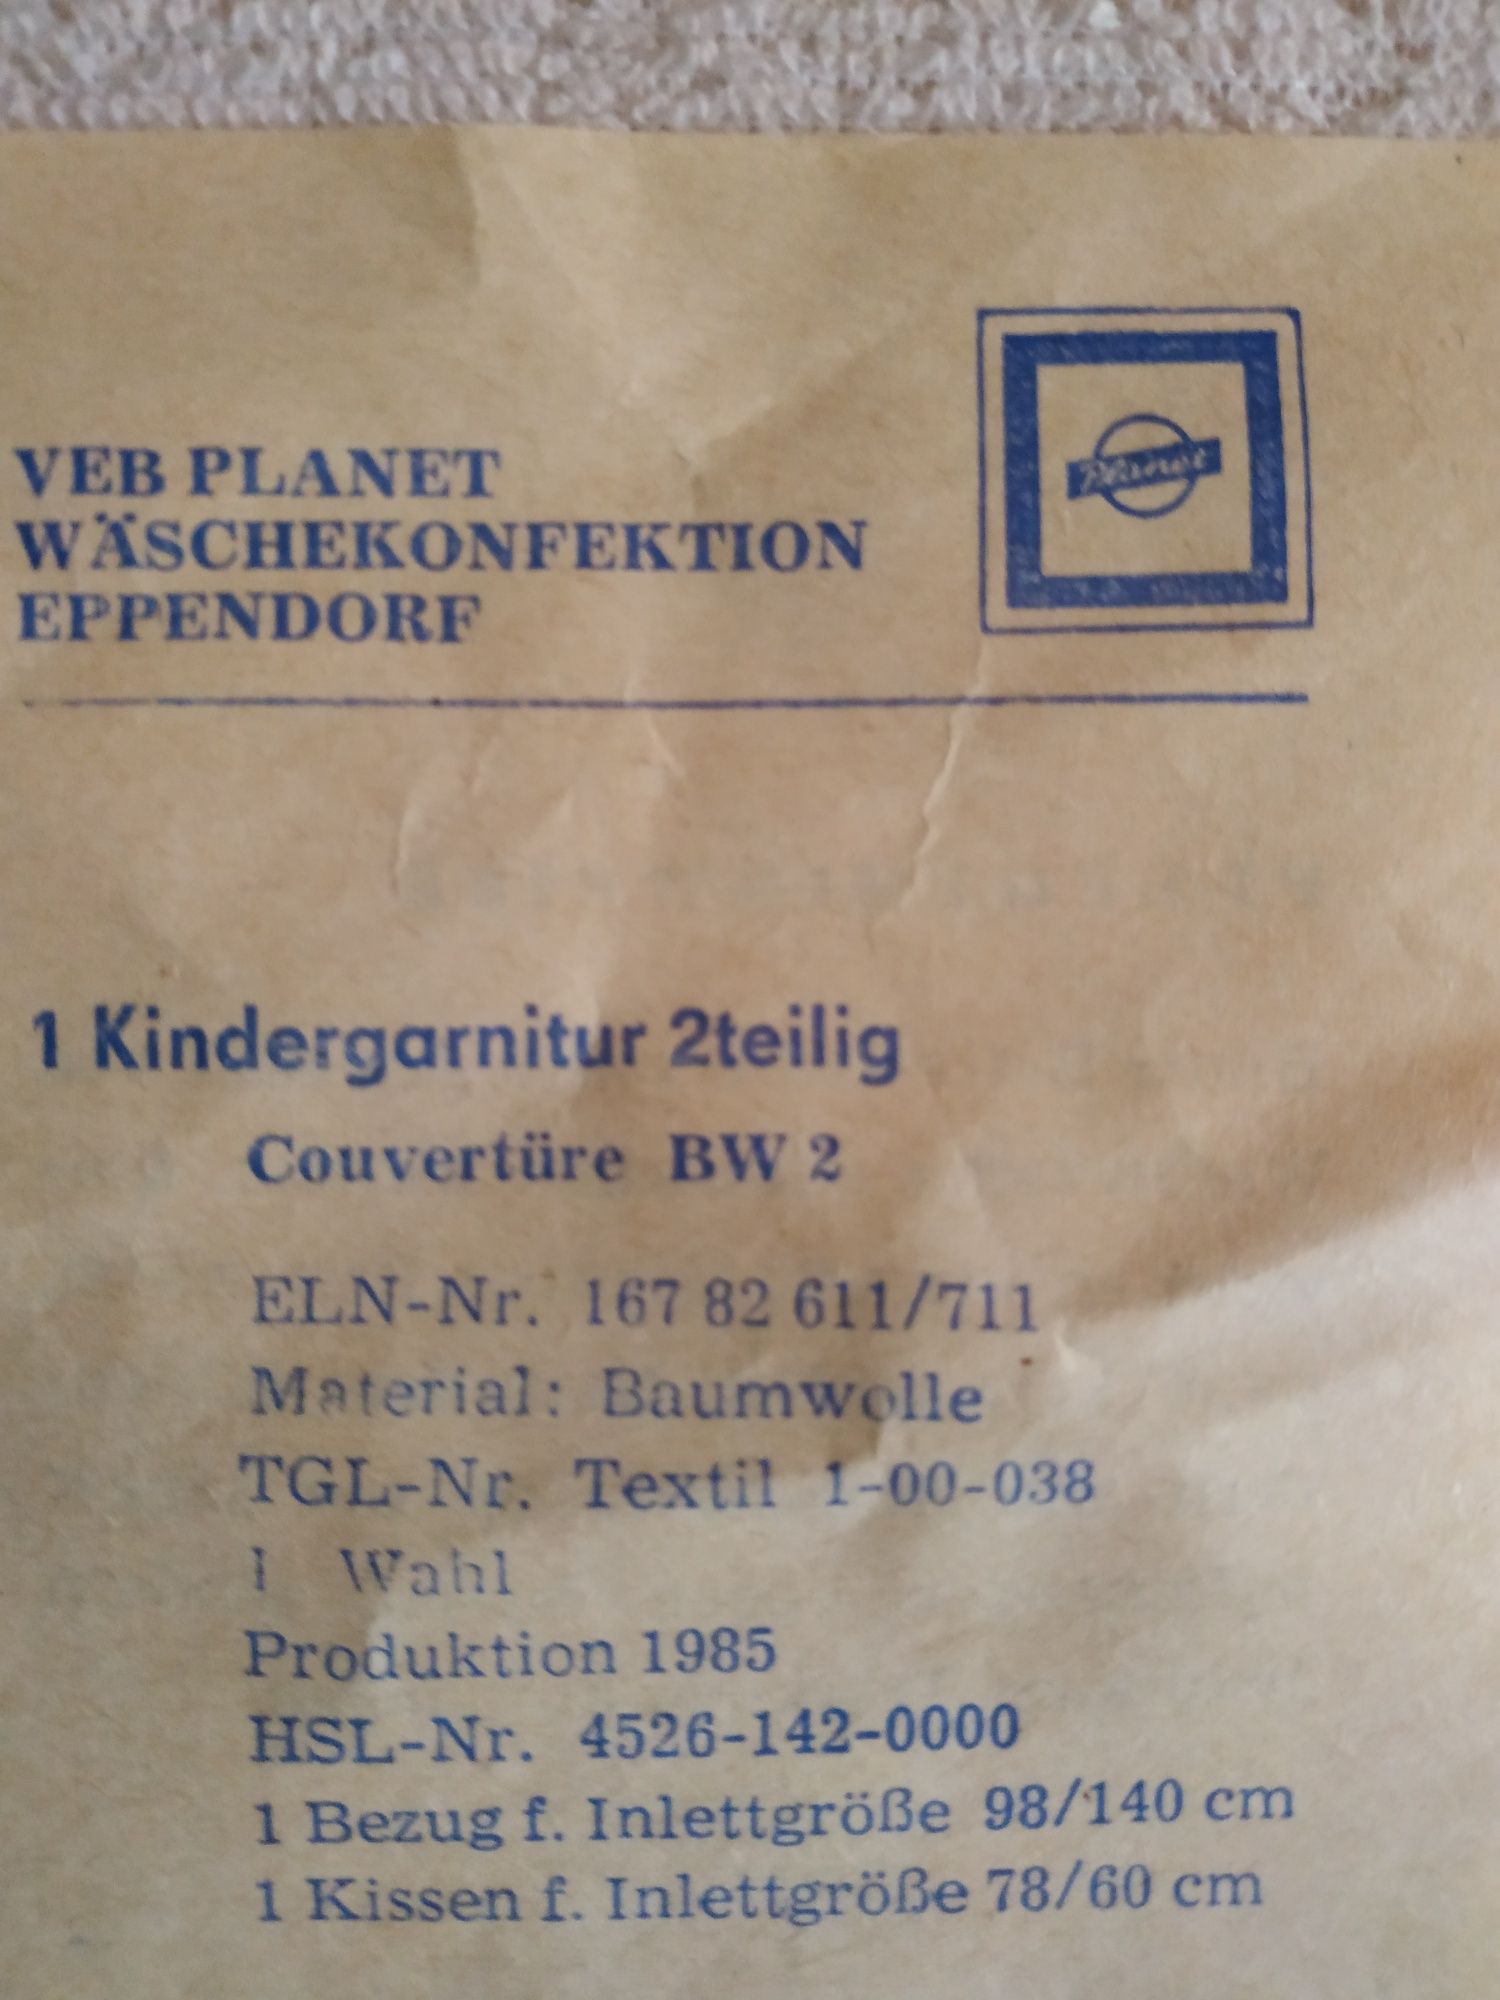 VEB PLANET
WÄSCHEKONFEKTION
EPPENDORF
Planet
1 Kindergarnitur 2teilig
Couvertüre BW 2
ELN-Nr. 167 82 611/711
Material: Baumwolle
TGL-Nr. Textil 1-00-038
I Wahl
Produktion 1985
HSL-Nr. 4526-142-0000
1 Bezug f. Inlettgröße 98/140 cm
1 Kissen f. Inlettgröße 78/60 cm